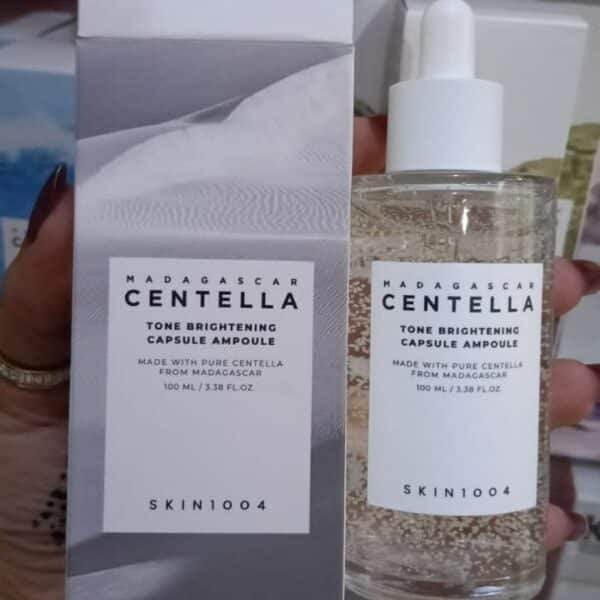 MADAGASCAR
CENTELLA
TONE BRIGHTENING
CAPSULE AMPOULE
MADE WITH PURE CENTELLA
FROM MADAGASCAR
100 ML / 3.38 FL.OZ.
SKIN1004
MADAGASCAR
CENTELLA
TONE BRIGHTENING
CAPSULE AMPOULE
MADE WITH PURE CENTELLA
FROM MADAGASCAR
100 ML / 3.38 FL.OZ.
SKIN1004